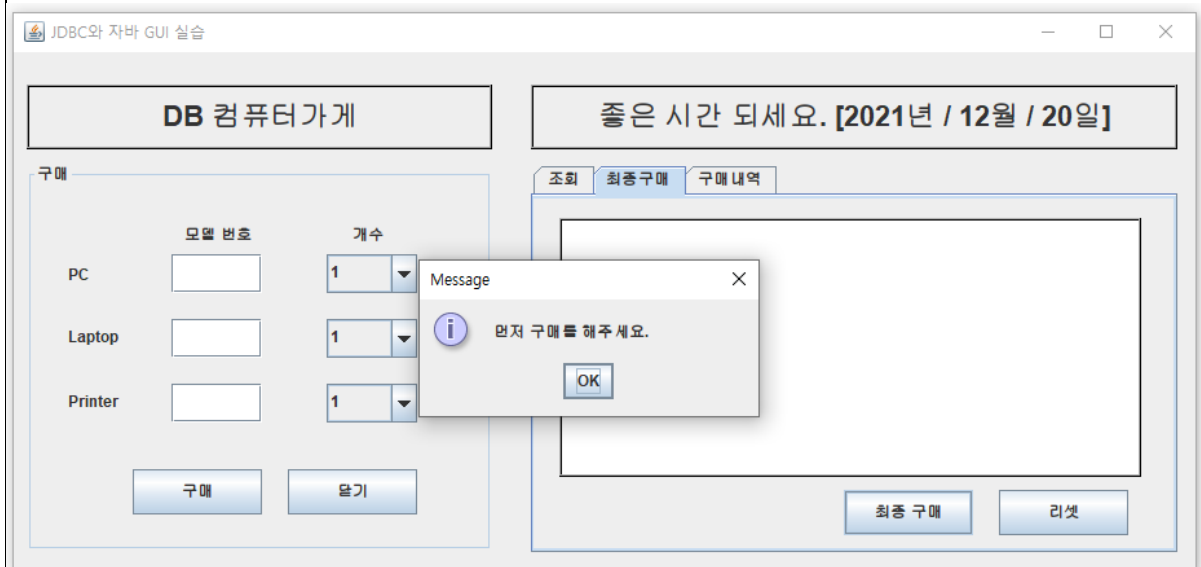 JDBC와 자바 GUI 실습
DB 컴퓨터가게
좋은 시간 되세요. [2021년 / 12월 / 20일]
구매
조회 최종구매 구매내역
모델 번호 개수
PC 1
Laptop 1
Printer 1
Message
먼저 구매를 해주세요.
OK
구매 닫기
최종 구매 리셋